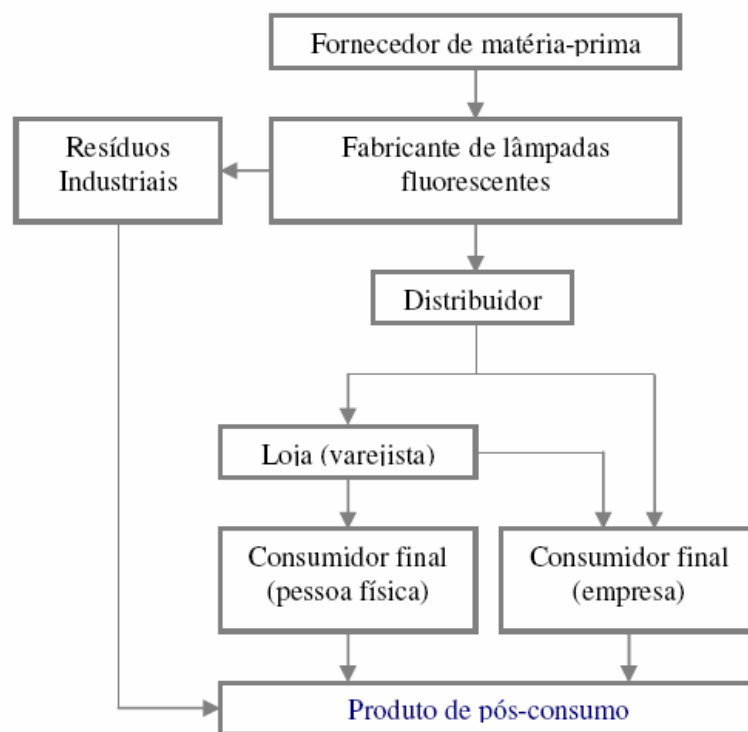 Fornecedor de matéria-prima
Resíduos
Industriais
Fabricante de lâmpadas
fluorescentes
Distribuidor
Loja (varejista)
Consumidor final
(pessoa física)
Consumidor final
(empresa)
Produto de pós-consumo